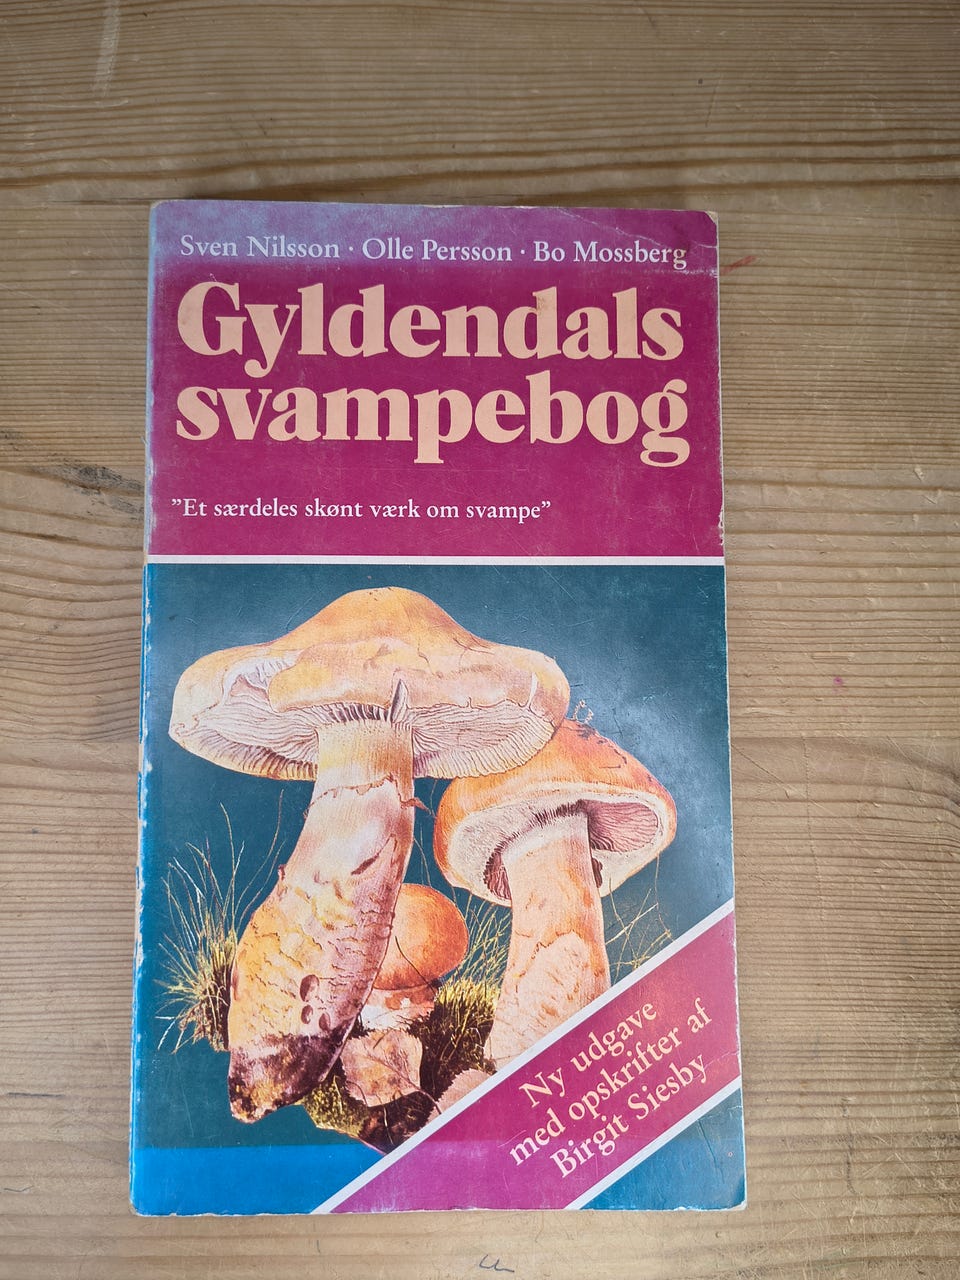 Sven Nilsson · Olle Persson · Bo Mossberg
Gyldendals
svampebog
”Et særdeles skønt værk om svampe”
Ny udgave
med opskrifter af
Birgit Siesby